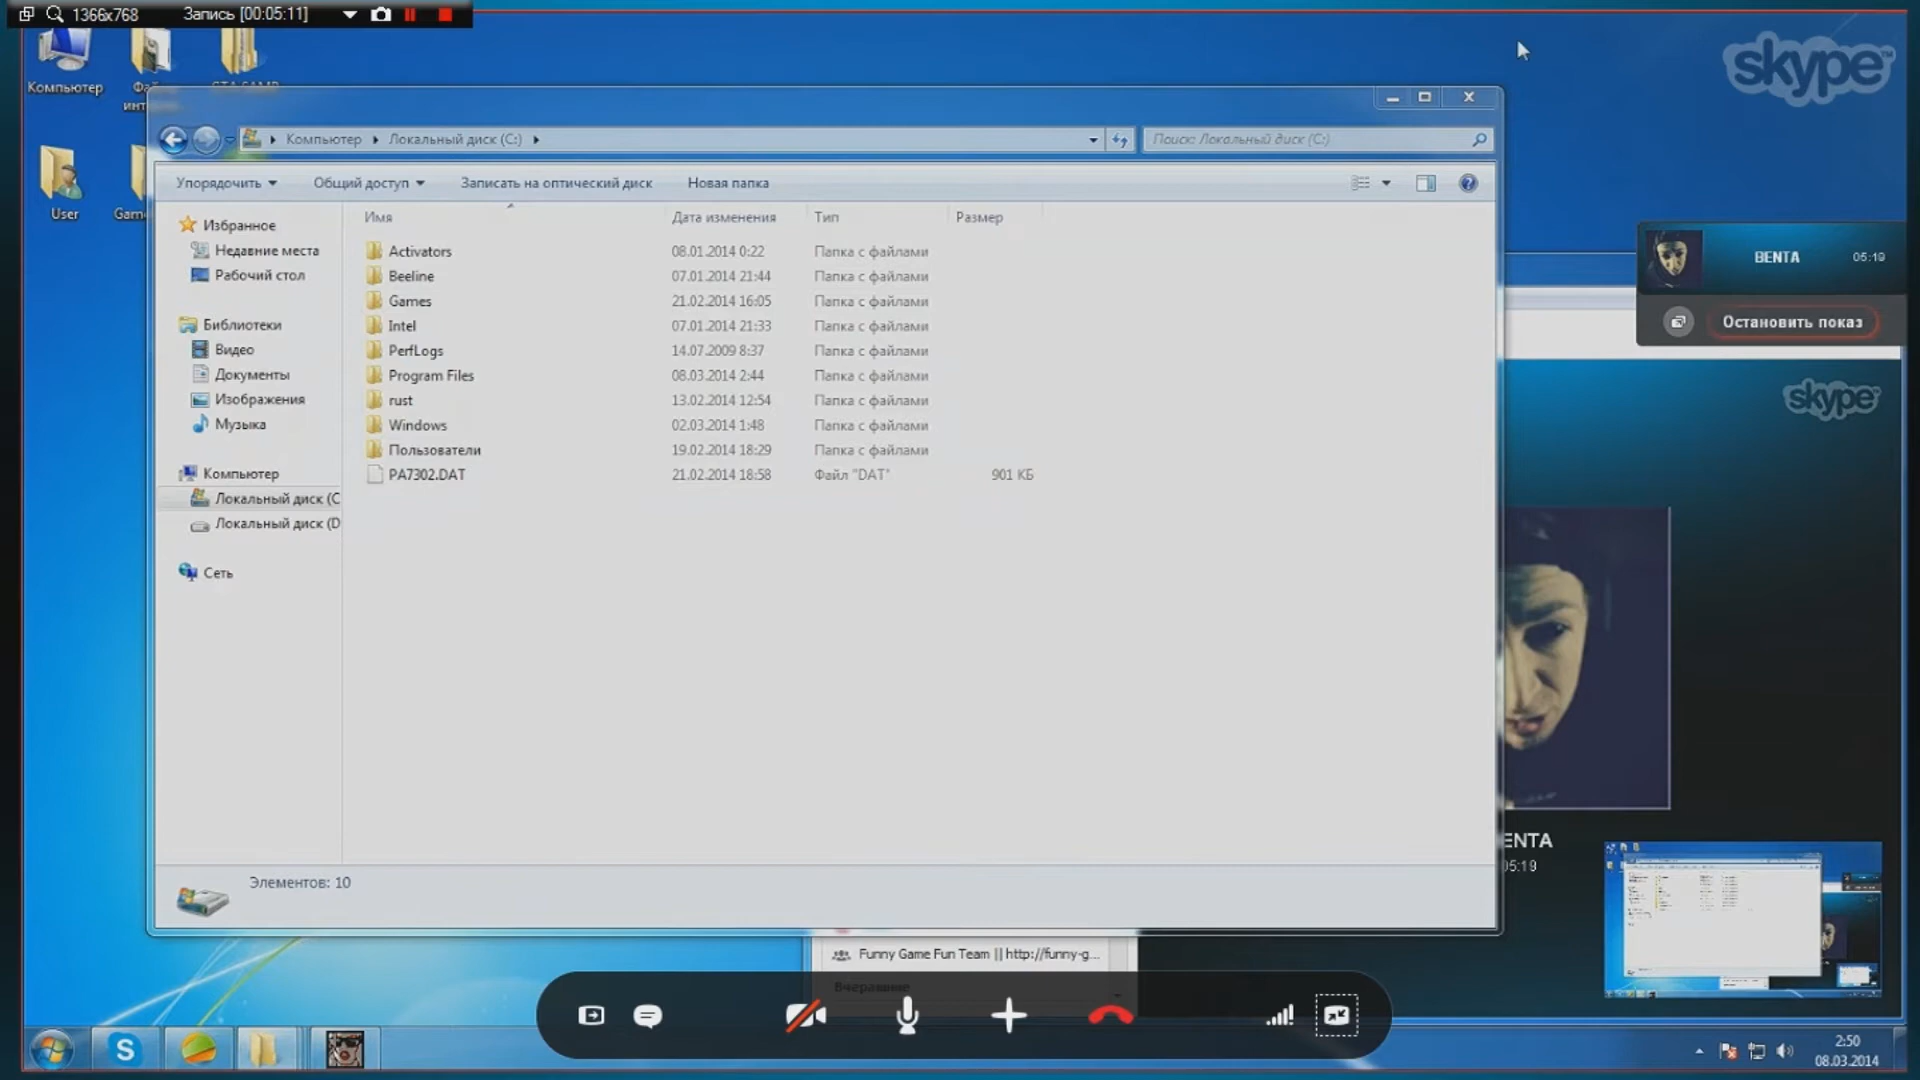 1366x768 Запись [00:05:11]
skype
Компьютер
User
Компьютер Локальный диск (C:)
Поиск: Локальный диск (C:)
Упорядочить Общий доступ Записать на оптический диск Новая папка
Имя Дата изменения Тип Размер
Избранное
Недавние места
Рабочий стол
Библиотеки
Видео
Документы
Изображения
Музыка
Компьютер
Локальный диск (C
Локальный диск (D
Сеть
Activators 08.01.2014 0:22 Папка с файлами
Beeline 07.01.2014 21:44 Папка с файлами
Games 21.02.2014 16:05 Папка с файлами
Intel 07.01.2014 21:33 Папка с файлами
PerfLogs 14.07.2009 8:37 Папка с файлами
Program Files 08.03.2014 2:44 Папка с файлами
rust 13.02.2014 12:54 Папка с файлами
Windows 02.03.2014 1:48 Папка с файлами
Пользователи 19.02.2014 18:29 Папка с файлами
PA7302.DAT 21.02.2014 18:58 Файл "DAT" 901 КБ
Элементов: 10
BENTA 05:19
Остановить показ
skype
ENTA
05:19
Funny Game Fun Team || http://funny-g...
Вчерашние
2:50
08.03.2014